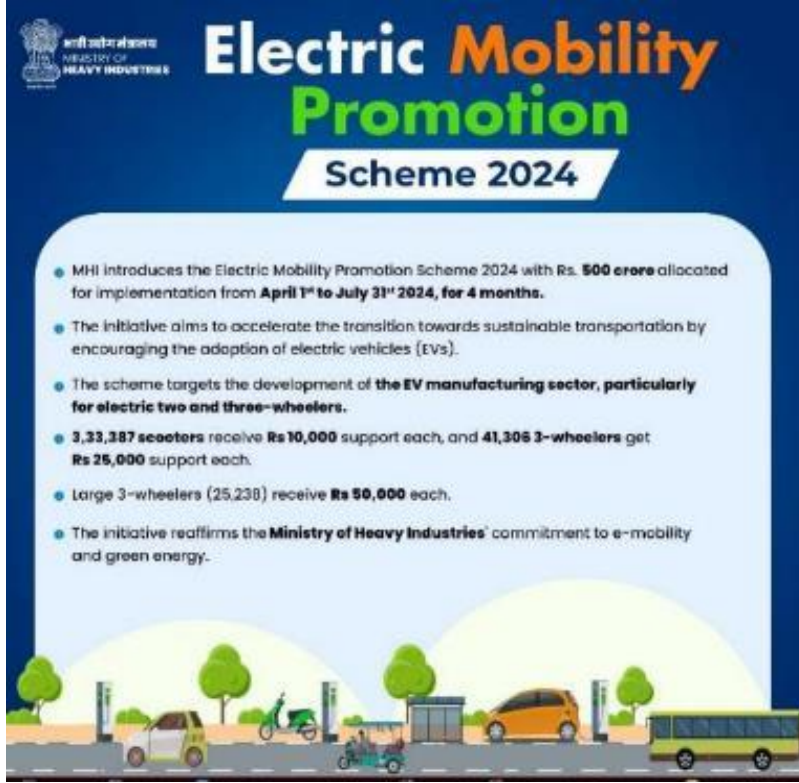 भारी उद्योग मंत्रालय
MINISTRY OF
HEAVY INDUSTRIES
Electric Mobility
Promotion
Scheme 2024
MHI introduces the Electric Mobility Promotion Scheme 2024 with Rs. 500 crore allocated
for implementation from April 1st to July 31st 2024, for 4 months.
The initiative aims to accelerate the transition towards sustainable transportation by
encouraging the adoption of electric vehicles (EVs).
The scheme targets the development of the EV manufacturing sector, particularly
for electric two and three-wheelers.
3,33,387 scooters receive Rs 10,000 support each, and 41,306 3-wheelers get
Rs 25,000 support each.
Large 3-wheelers (25,238) receive Rs 50,000 each.
The initiative reaffirms the Ministry of Heavy Industries' commitment to e-mobility
and green energy.